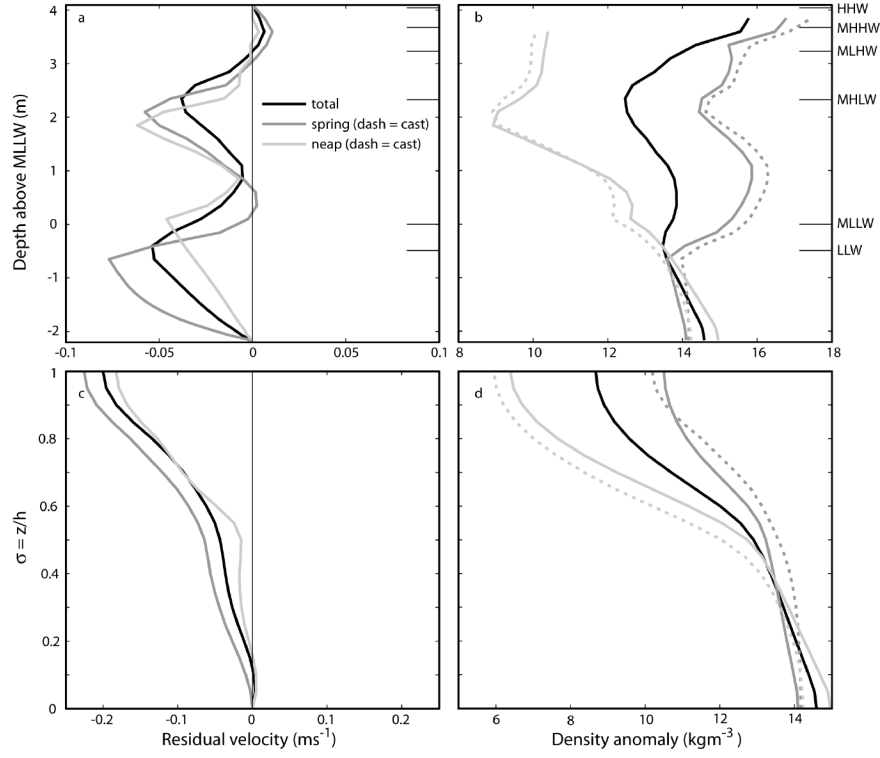 4
3
2
1
0
-1
-2
Depth above MLLW (m)
a
total
spring (dash = cast)
neap (dash = cast)
-0.1
-0.05
0
0.05
0.1
b
HHW
MHHW
MLHW
MHLW
MLLW
LLW
8
10
12
14
16
18
1
0.8
0.6
0.4
0.2
0
σ = z/h
c
-0.2
-0.1
0
0.1
0.2
Residual velocity (ms-1)
d
6
8
10
12
14
Density anomaly (kgm-3 )